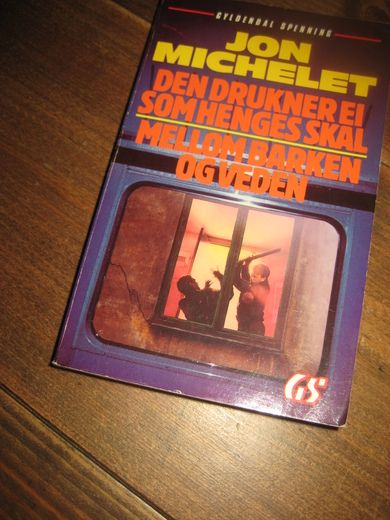 GYLDENDAL SPENNING
JON
MICHELET
DEN DRUKNER EI
SOM HENGES SKAL
MELLOM BARKEN
OG VEDEN
GS